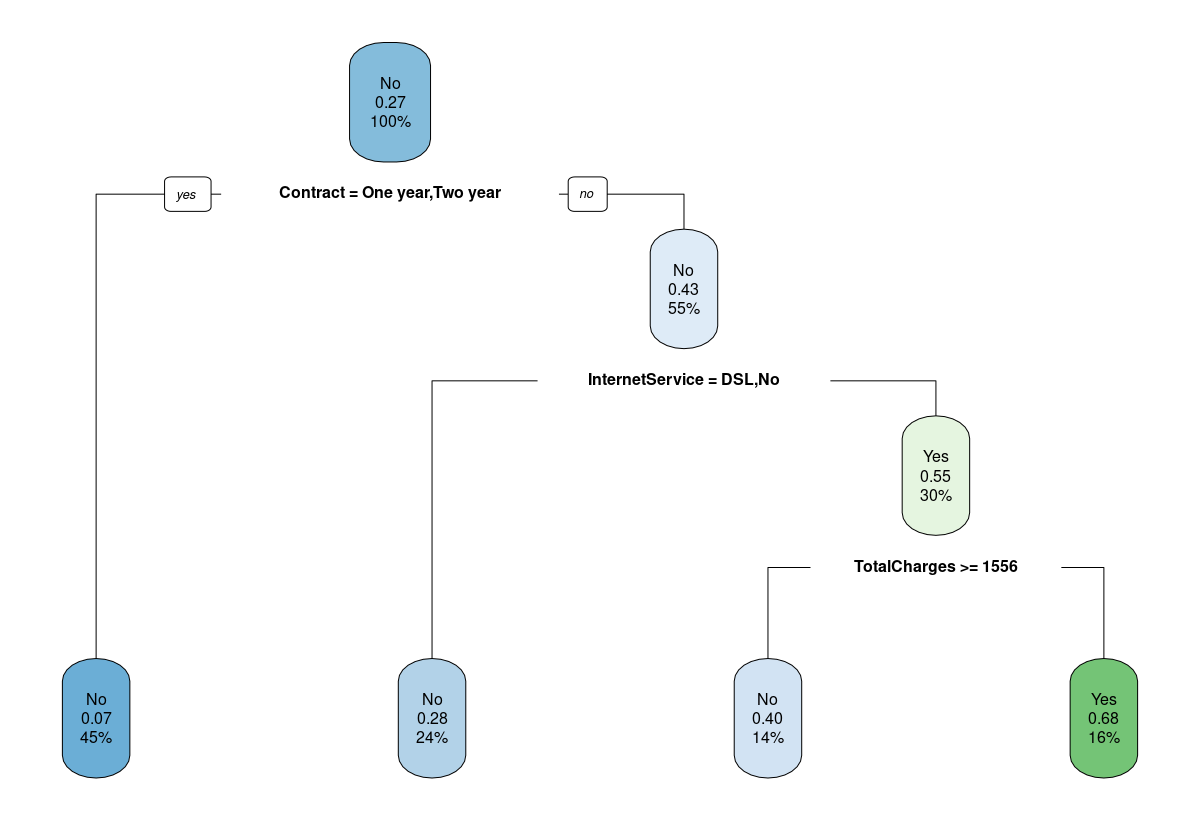 No
0.27
100%
yes
Contract = One year,Two year
no
No
0.43
55%
InternetService = DSL,No
Yes
0.55
30%
TotalCharges >= 1556
No
0.07
45%
No
0.28
24%
No
0.40
14%
Yes
0.68
16%